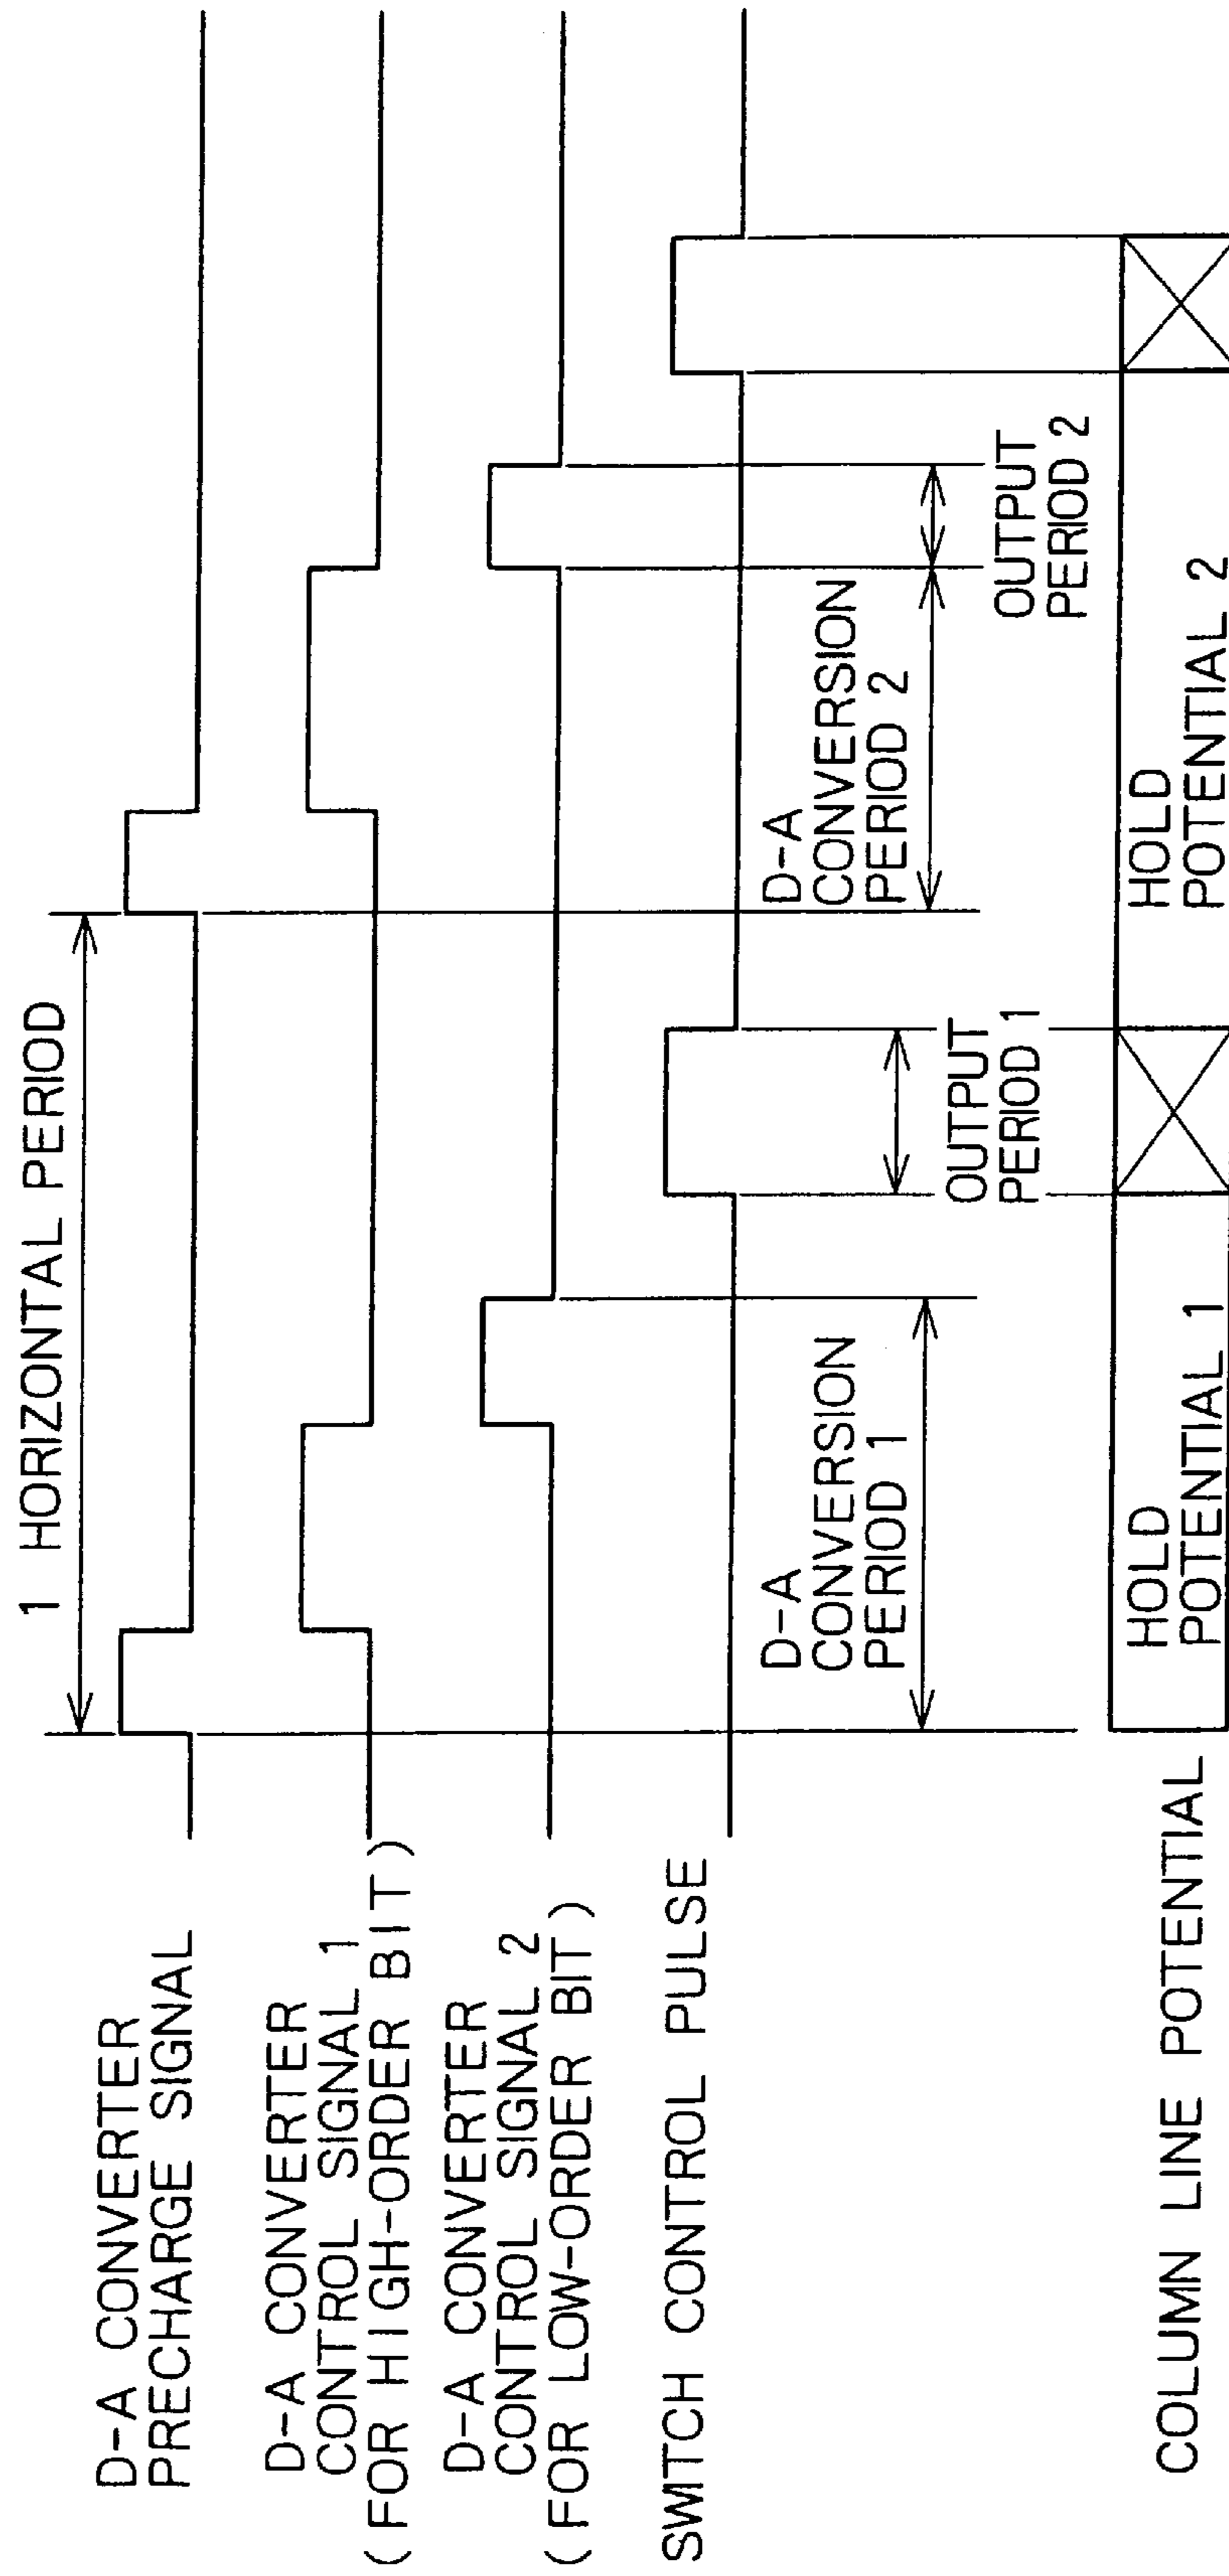 1 HORIZONTAL PERIOD
D-A CONVERTER
PRECHARGE SIGNAL
D-A CONVERTER
CONTROL SIGNAL 1
( FOR HIGH-ORDER BIT )
D-A CONVERTER
CONTROL SIGNAL 2
( FOR LOW-ORDER BIT )
SWITCH CONTROL PULSE
D-A
CONVERSION
PERIOD 1
OUTPUT
PERIOD 1
D-A
CONVERSION
PERIOD 2
OUTPUT
PERIOD 2
COLUMN LINE POTENTIAL
HOLD
POTENTIAL 1
HOLD
POTENTIAL 2